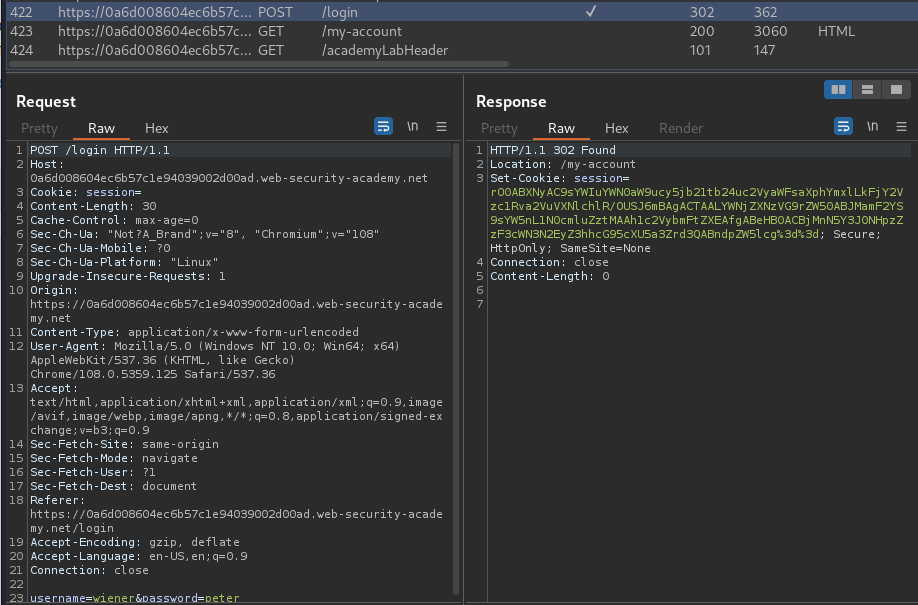 422 https://0a6d008604ec6b57c... POST /login ✓ 302 362
423 https://0a6d008604ec6b57c... GET /my-account 200 3060 HTML
424 https://0a6d008604ec6b57c... GET /academyLabHeader 101 147
Request
Pretty Raw Hex
\n
1 POST /login HTTP/1.1
2 Host:
0a6d008604ec6b57c1e94039002d00ad.web-security-academy.net
3 Cookie: session=
4 Content-Length: 30
5 Cache-Control: max-age=0
6 Sec-Ch-Ua: "Not?A_Brand";v="8", "Chromium";v="108"
7 Sec-Ch-Ua-Mobile: ?0
8 Sec-Ch-Ua-Platform: "Linux"
9 Upgrade-Insecure-Requests: 1
10 Origin:
https://0a6d008604ec6b57c1e94039002d00ad.web-security-acade
my.net
11 Content-Type: application/x-www-form-urlencoded
12 User-Agent: Mozilla/5.0 (Windows NT 10.0; Win64; x64)
AppleWebKit/537.36 (KHTML, like Gecko)
Chrome/108.0.5359.125 Safari/537.36
13 Accept:
text/html,application/xhtml+xml,application/xml;q=0.9,image
/avif,image/webp,image/apng,*/*;q=0.8,application/signed-ex
change;v=b3;q=0.9
14 Sec-Fetch-Site: same-origin
15 Sec-Fetch-Mode: navigate
16 Sec-Fetch-User: ?1
17 Sec-Fetch-Dest: document
18 Referer:
https://0a6d008604ec6b57c1e94039002d00ad.web-security-acade
my.net/login
19 Accept-Encoding: gzip, deflate
20 Accept-Language: en-US,en;q=0.9
21 Connection: close
22
23 username=wiener&password=peter
Response
Pretty Raw Hex Render
\n
1 HTTP/1.1 302 Found
2 Location: /my-account
3 Set-Cookie: session=
; Secure;
HttpOnly; SameSite=None
4 Connection: close
5 Content-Length: 0
6
7